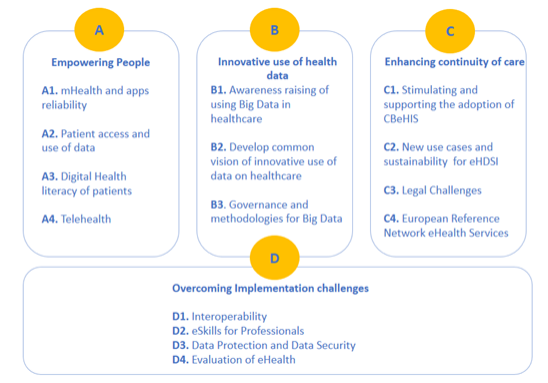 A
Empowering People
A1. mHealth and apps
reliability
A2. Patient access and
use of data
A3. Digital Health
literacy of patients
A4. Telehealth
B
Innovative use of health
data
B1. Awareness raising of
using Big Data in
healthcare
B2. Develop common
vision of innovative use of
data on healthcare
B3. Governance and
methodologies for Big Data
C
Enhancing continuity of care
C1. Stimulating and
supporting the adoption of
CBeHIS
C2. New use cases and
sustainability for eHDSI
C3. Legal Challenges
C4. European Reference
Network eHealth Services
D
Overcoming Implementation challenges
D1. Interoperability
D2. eSkills for Professionals
D3. Data Protection and Data Security
D4. Evaluation of eHealth